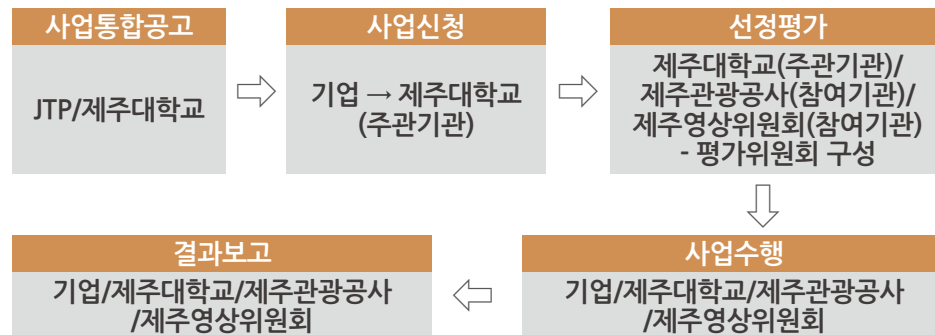 사업통합공고
JTP/제주대학교
사업신청
기업 → 제주대학교
(주관기관)
선정평가
제주대학교(주관기관)/
제주관광공사(참여기관)/
제주영상위원회(참여기관)
- 평가위원회 구성
사업수행
기업/제주대학교/제주관광공사
/제주영상위원회
결과보고
기업/제주대학교/제주관광공사
/제주영상위원회